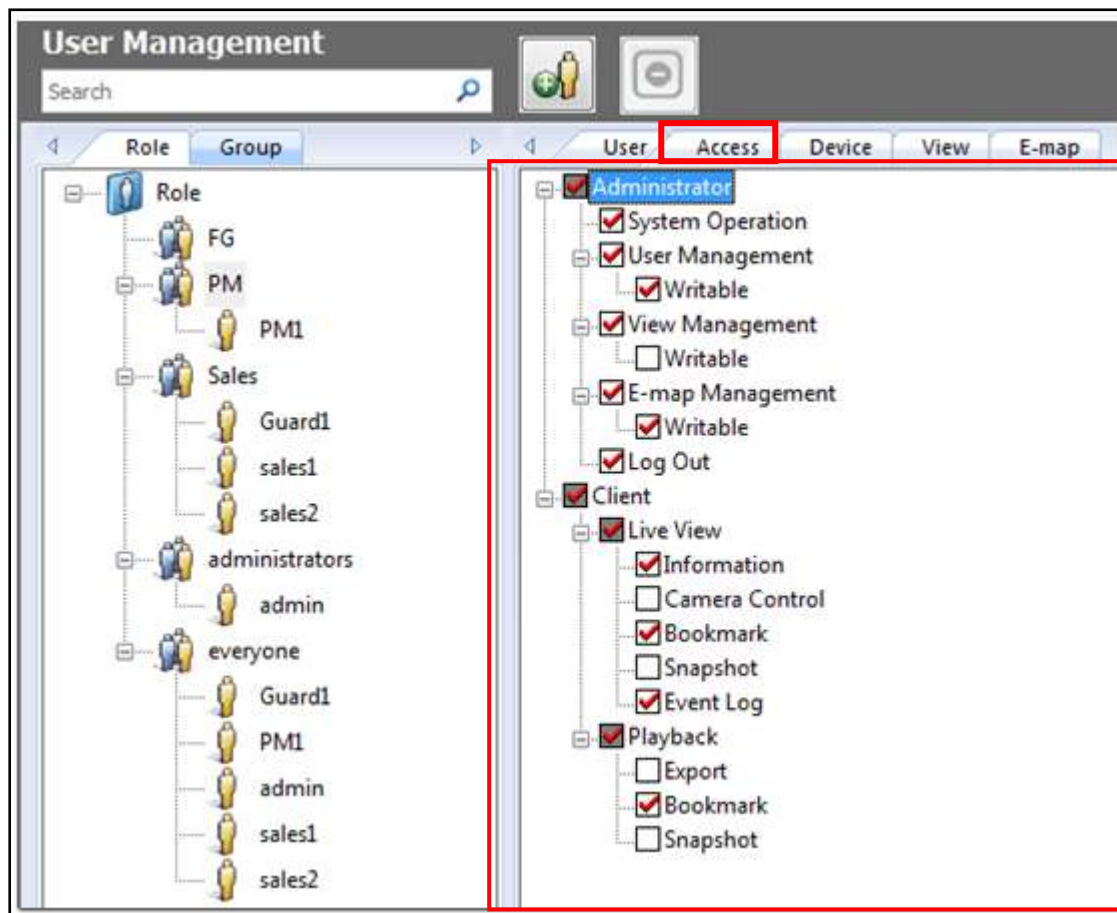 User Management
Search
Role Group
User Access Device View E-map
Role
FG
PM
PM1
Sales
Guard1
sales1
sales2
administrators
admin
everyone
Guard1
PM1
admin
sales1
sales2
Administrator
System Operation
User Management
Writable
View Management
Writable
E-map Management
Writable
Log Out
Client
Live View
Information
Camera Control
Bookmark
Snapshot
Event Log
Playback
Export
Bookmark
Snapshot